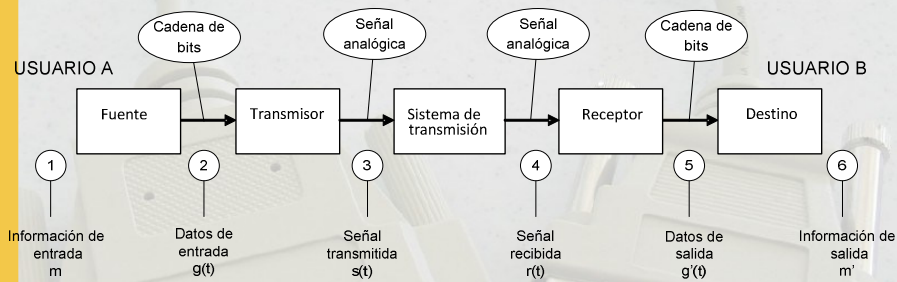 Cadena de
bits
Señal
analógica
Señal
analógica
Cadena de
bits
USUARIO A
USUARIO B
Fuente
Transmisor
Sistema de
transmisión
Receptor
Destino
1
2
3
4
5
6
Información de
entrada
m
Datos de
entrada
g(t)
Señal
transmitida
s(t)
Señal
recibida
r(t)
Datos de
salida
g'(t)
Información de
salida
m'